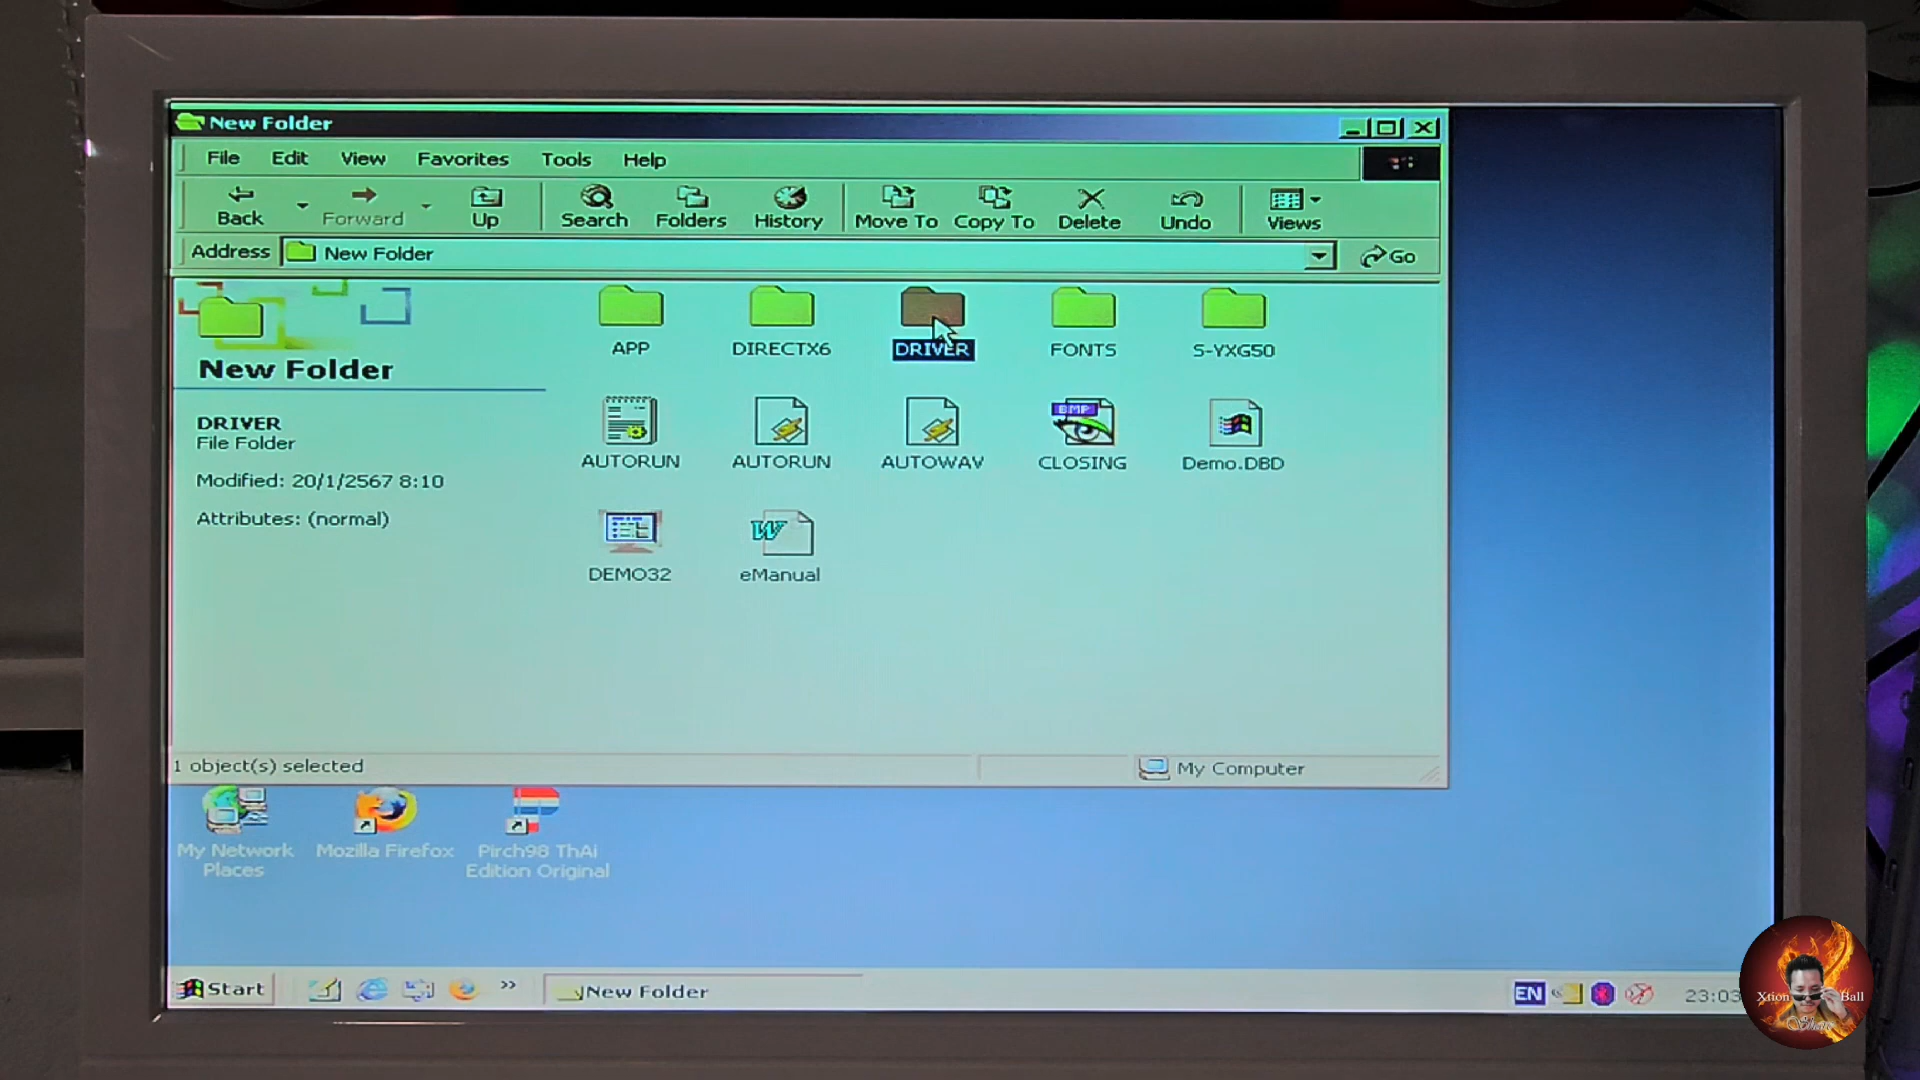 New Folder
File Edit View Favorites Tools Help
Back Forward Up Search Folders History Move To Copy To Delete Undo Views
Address New Folder Go
APP DIRECTX6 DRIVER FONTS S-YXG50
New Folder
DRIVER
File Folder
Modified: 20/1/2567 8:10
Attributes: (normal)
AUTORUN AUTORUN AUTOWAV BMP CLOSING Demo.DBD
W
DEMO32 eManual
1 object(s) selected My Computer
My Network Places
Mozilla Firefox
Pirch98 ThAi
Edition Original
Start New Folder EN 23:03
Xtion Ball